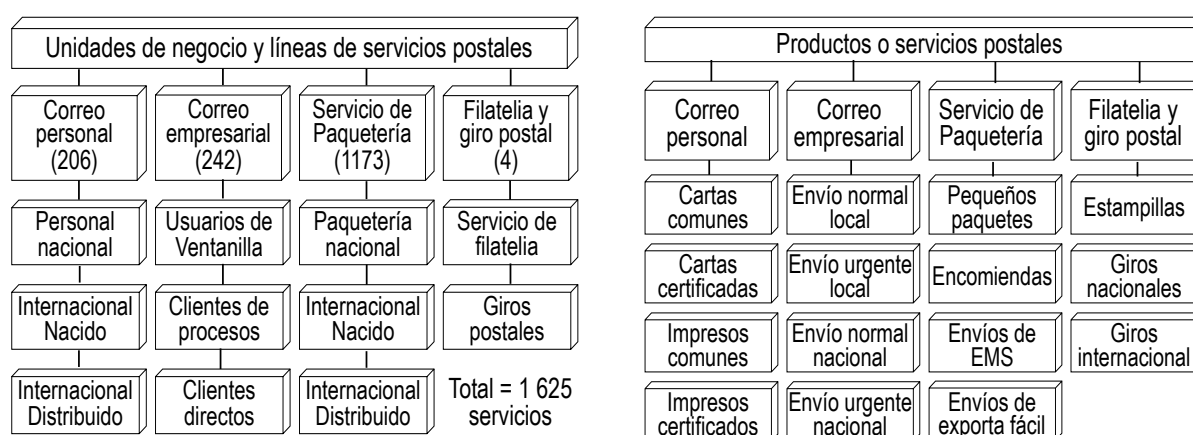 Unidades de negocio y líneas de servicios postales
Correo
personal
(206)
Correo
empresarial
(242)
Servicio de
Paquetería
(1173)
Filatelia y
giro postal
(4)
Personal
nacional
Usuarios de
Ventanilla
Paquetería
nacional
Servicio de
filatelia
Internacional
Nacido
Clientes de
procesos
Internacional
Nacido
Giros
postales
Internacional
Distribuido
Clientes
directos
Internacional
Distribuido
Total = 1 625
servicios
Productos o servicios postales
Correo
personal
Correo
empresarial
Servicio de
Paquetería
Filatelia y
giro postal
Cartas
comunes
Envío normal
local
Pequeños
paquetes
Estampillas
Cartas
certificadas
Envío urgente
local
Encomiendas
Giros
nacionales
Impresos
comunes
Envío normal
nacional
Envíos de
EMS
Giros
internacional
Impresos
certificados
Envío urgente
nacional
Envíos de
exporta fácil